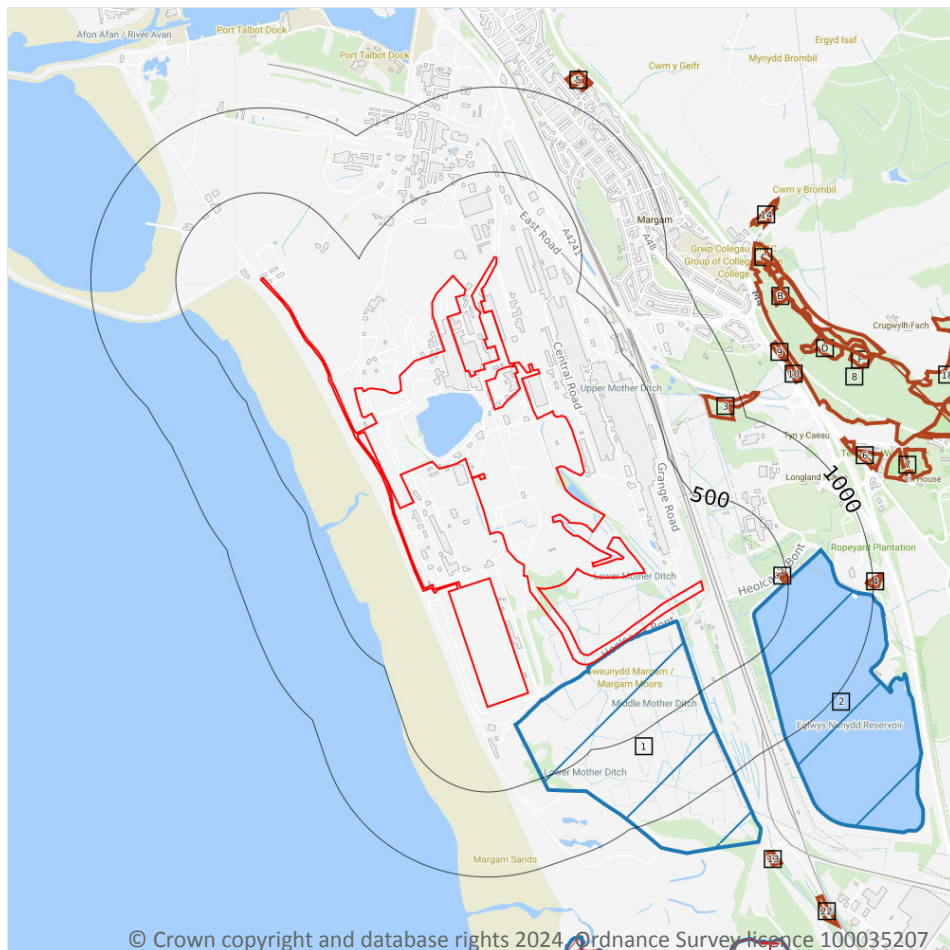 Afon Afan / River Avan
Port Talbot Dock
Port Talbot Dock
Ergyd Isaf
Mynydd Brombil
Cwm y Geifr
Cwm y Brombil
14
Margam
East Road
A4241
A48
Grwp Colegau
Group of
College
C
B
Crugwyllt-Fach
D
9
10
8
Central Road
Upper Mother Ditch
3
Tyn y Caeau
6
7
House
Longland
Grange Road
500
1000
Ropeyard Plantation
Lower Mother Ditch
Heolcae'r Bont
2
Eglwys Nunydd Reservoir
Gweunydd Margam /
Margam Moors
Middle Mother Ditch
1
Lower Mother Ditch
Margam Sands
22
© Crown copyright and database rights 2024. Ordnance Survey licence 100035207